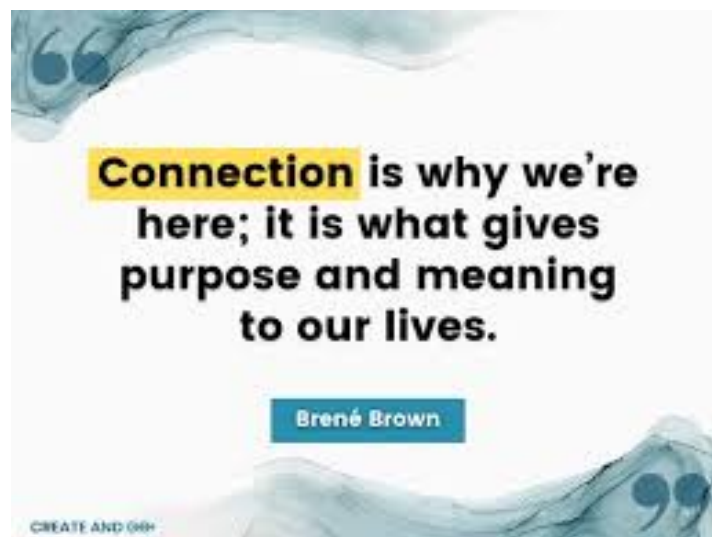 Connection is why we’re
here; it is what gives
purpose and meaning
to our lives.
Brené Brown
CREATE AND